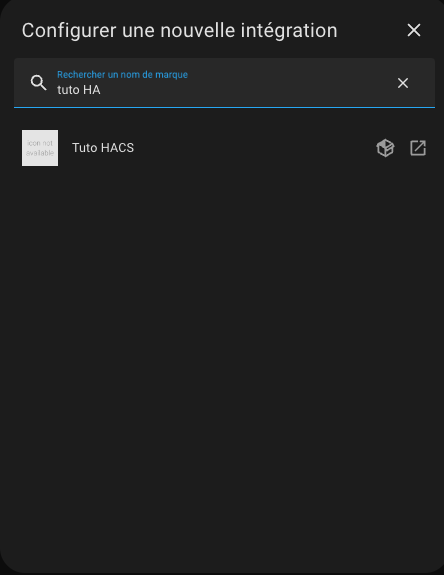 Configurer une nouvelle intégration
Rechercher un nom de marque
tuto HA
icon not
available
Tuto HACS